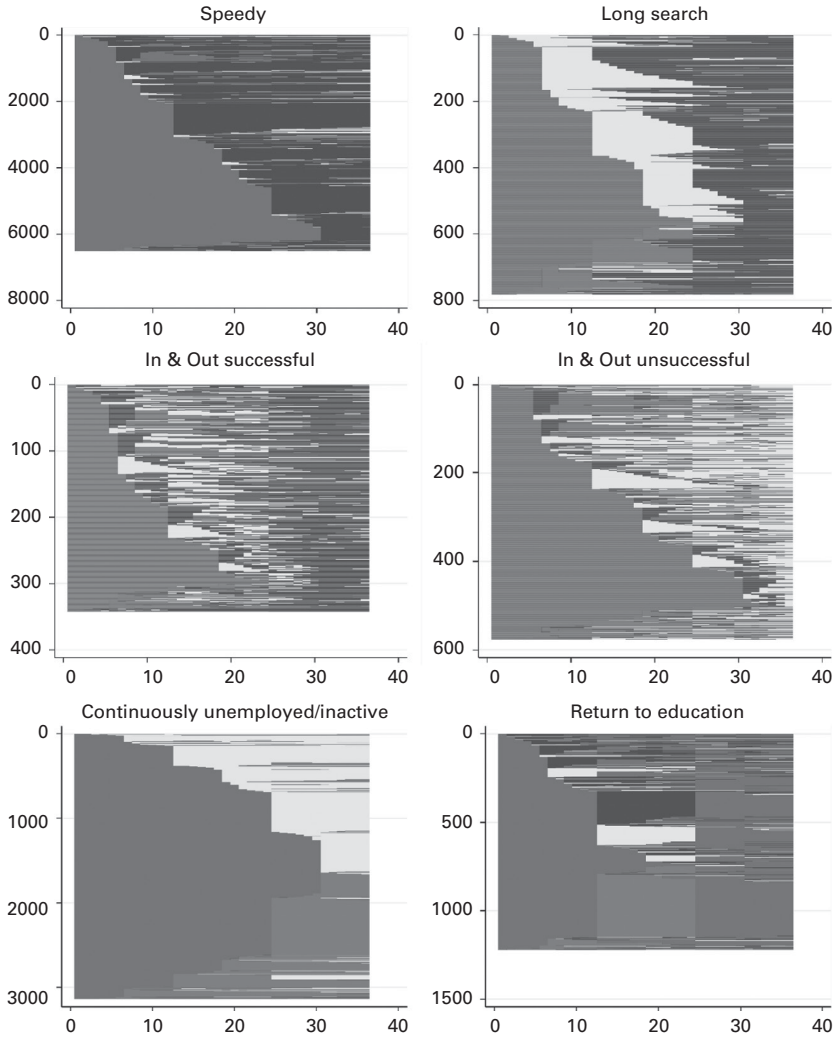 Speedy
0
2000
4000
6000
8000
0 10 20 30 40
Long search
0
200
400
600
800
0 10 20 30 40
In & Out successful
0
100
200
300
400
0 10 20 30 40
In & Out unsuccessful
0
200
400
600
0 10 20 30 40
Continuously unemployed/inactive
0
1000
2000
3000
0 10 20 30 40
Return to education
0
500
1000
1500
0 10 20 30 40